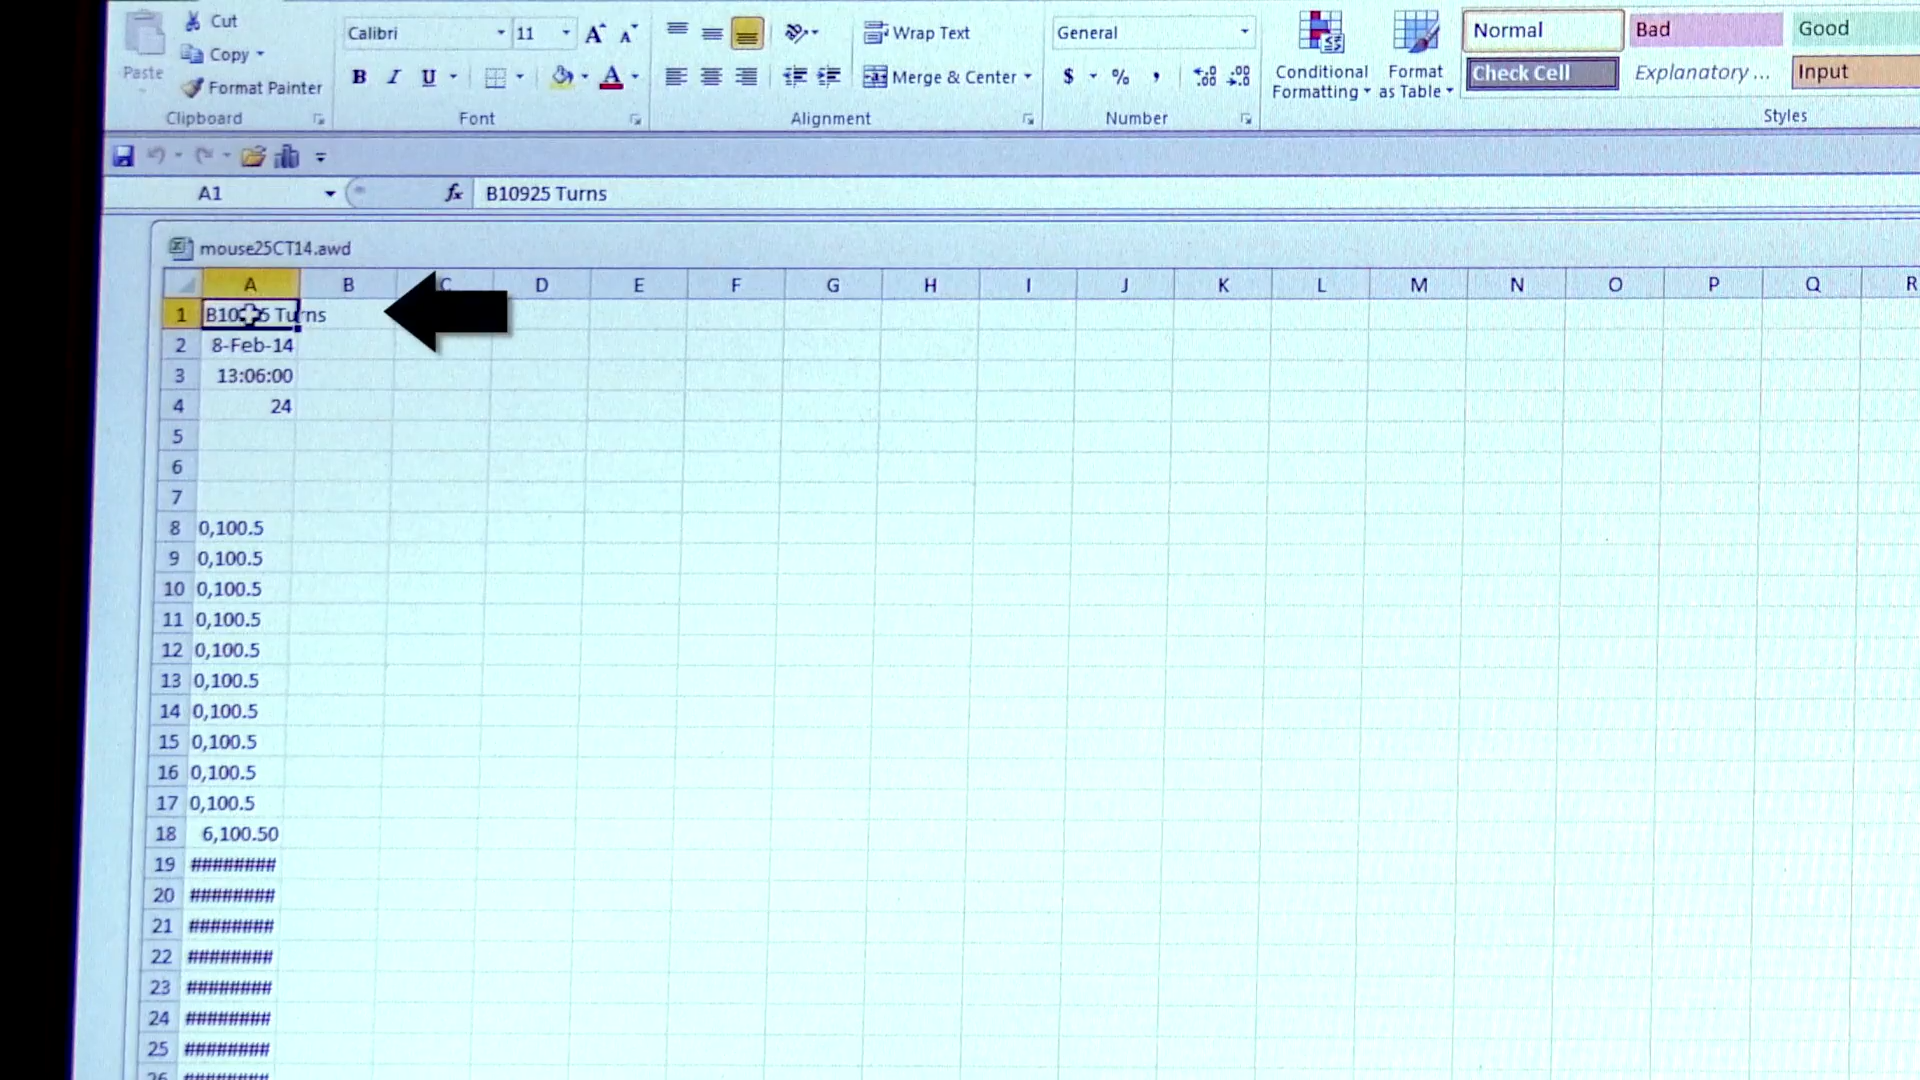 Cut
Copy
Paste
Format Painter
Clipboard
Calibri 11
B I U
Font
Wrap Text
Merge & Center
Alignment
General
$ % ,
Number
Conditional Formatting
Format as Table
Normal Bad Good
Check Cell Explanatory ... Input
Styles
A1 fx B10925 Turns
mouse25CT14.awd
A B C D E F G H I J K L M N O P Q R
1 B10925 Turns
2 8-Feb-14
3 13:06:00
4 24
5
6
7
8 0,100.5
9 0,100.5
10 0,100.5
11 0,100.5
12 0,100.5
13 0,100.5
14 0,100.5
15 0,100.5
16 0,100.5
17 0,100.5
18 6,100.50
19 ########
20 ########
21 ########
22 ########
23 ########
24 ########
25 ########
26 ########